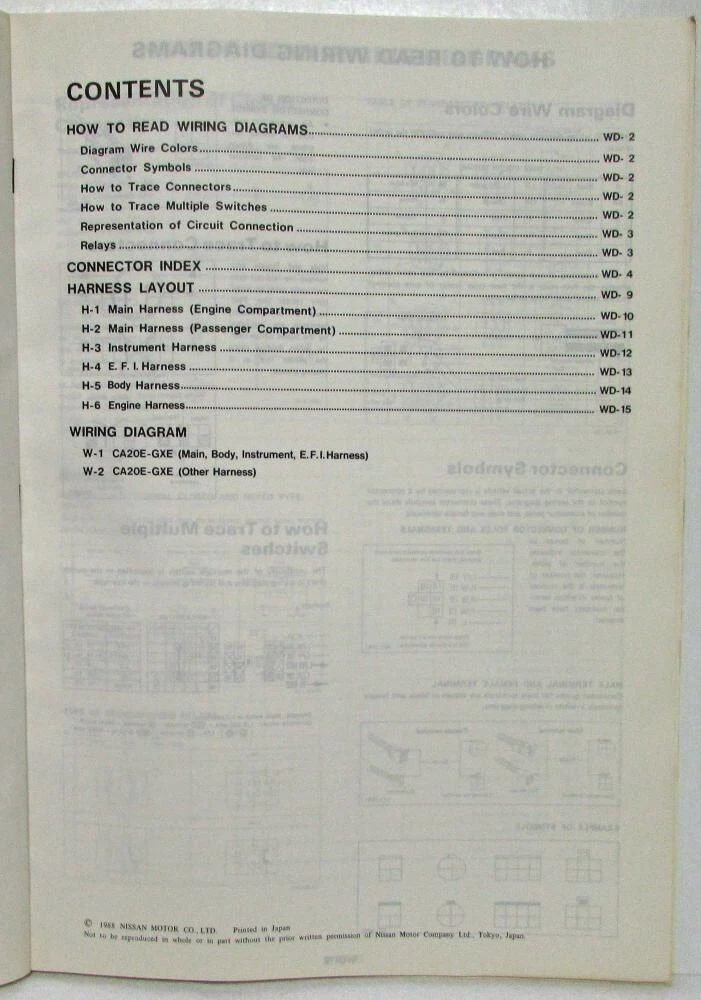 CONTENTS
HOW TO READ WIRING DIAGRAMS WD- 2
Diagram Wire Colors WD- 2
Connector Symbols WD- 2
How to Trace Connectors WD- 2
How to Trace Multiple Switches WD- 2
Representation of Circuit Connection WD- 3
Relays WD- 3
CONNECTOR INDEX WD- 4
HARNESS LAYOUT WD- 9
H-1 Main Harness (Engine Compartment) WD-10
H-2 Main Harness (Passenger Compartment) WD-11
H-3 Instrument Harness WD-12
H-4 E. F. I. Harness WD-13
H-5 Body Harness WD-14
H-6 Engine Harness WD-15
WIRING DIAGRAM
W-1 CA20E-GXE (Main, Body, Instrument, E.F.I. Harness)
W-2 CA20E-GXE (Other Harness)
© 1988 NISSAN MOTOR CO., LTD. Printed in Japan
Not to be reproduced in whole or in part without the prior written permission of Nissan Motor Company Ltd., Tokyo, Japan.